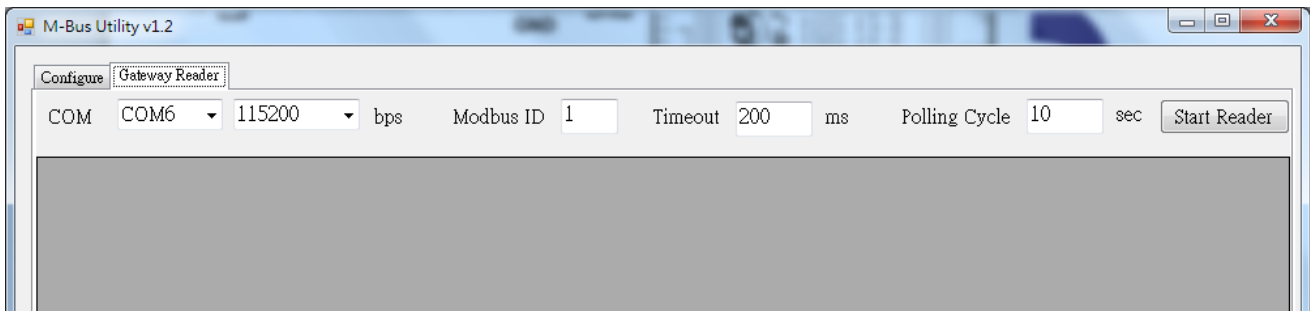 M-Bus Utility v1.2
Configure Gateway Reader
COM COM6 115200 bps Modbus ID 1 Timeout 200 ms Polling Cycle 10 sec Start Reader